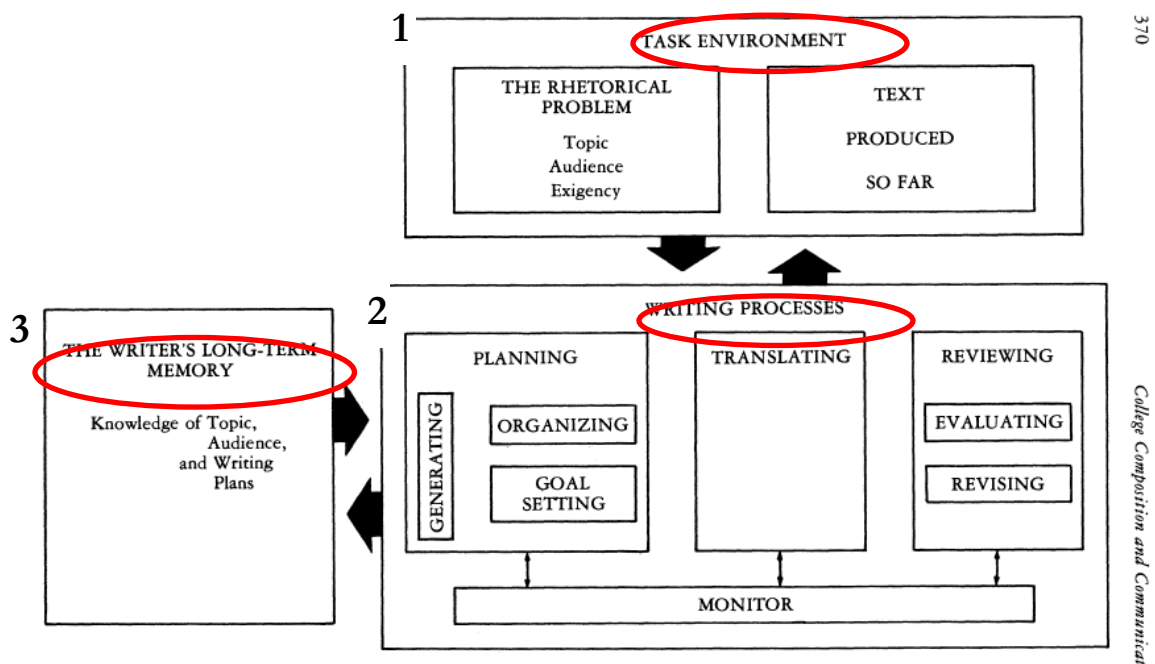 370
1
TASK ENVIRONMENT
THE RHETORICAL
PROBLEM
Topic
Audience
Exigency
TEXT
PRODUCED
SO FAR
3
THE WRITER'S LONG-TERM
MEMORY
Knowledge of Topic,
Audience,
and Writing
Plans
2
WRITING PROCESSES
PLANNING
GENERATING
ORGANIZING
GOAL
SETTING
TRANSLATING
REVIEWING
EVALUATING
REVISING
MONITOR
College Composition and Communicat